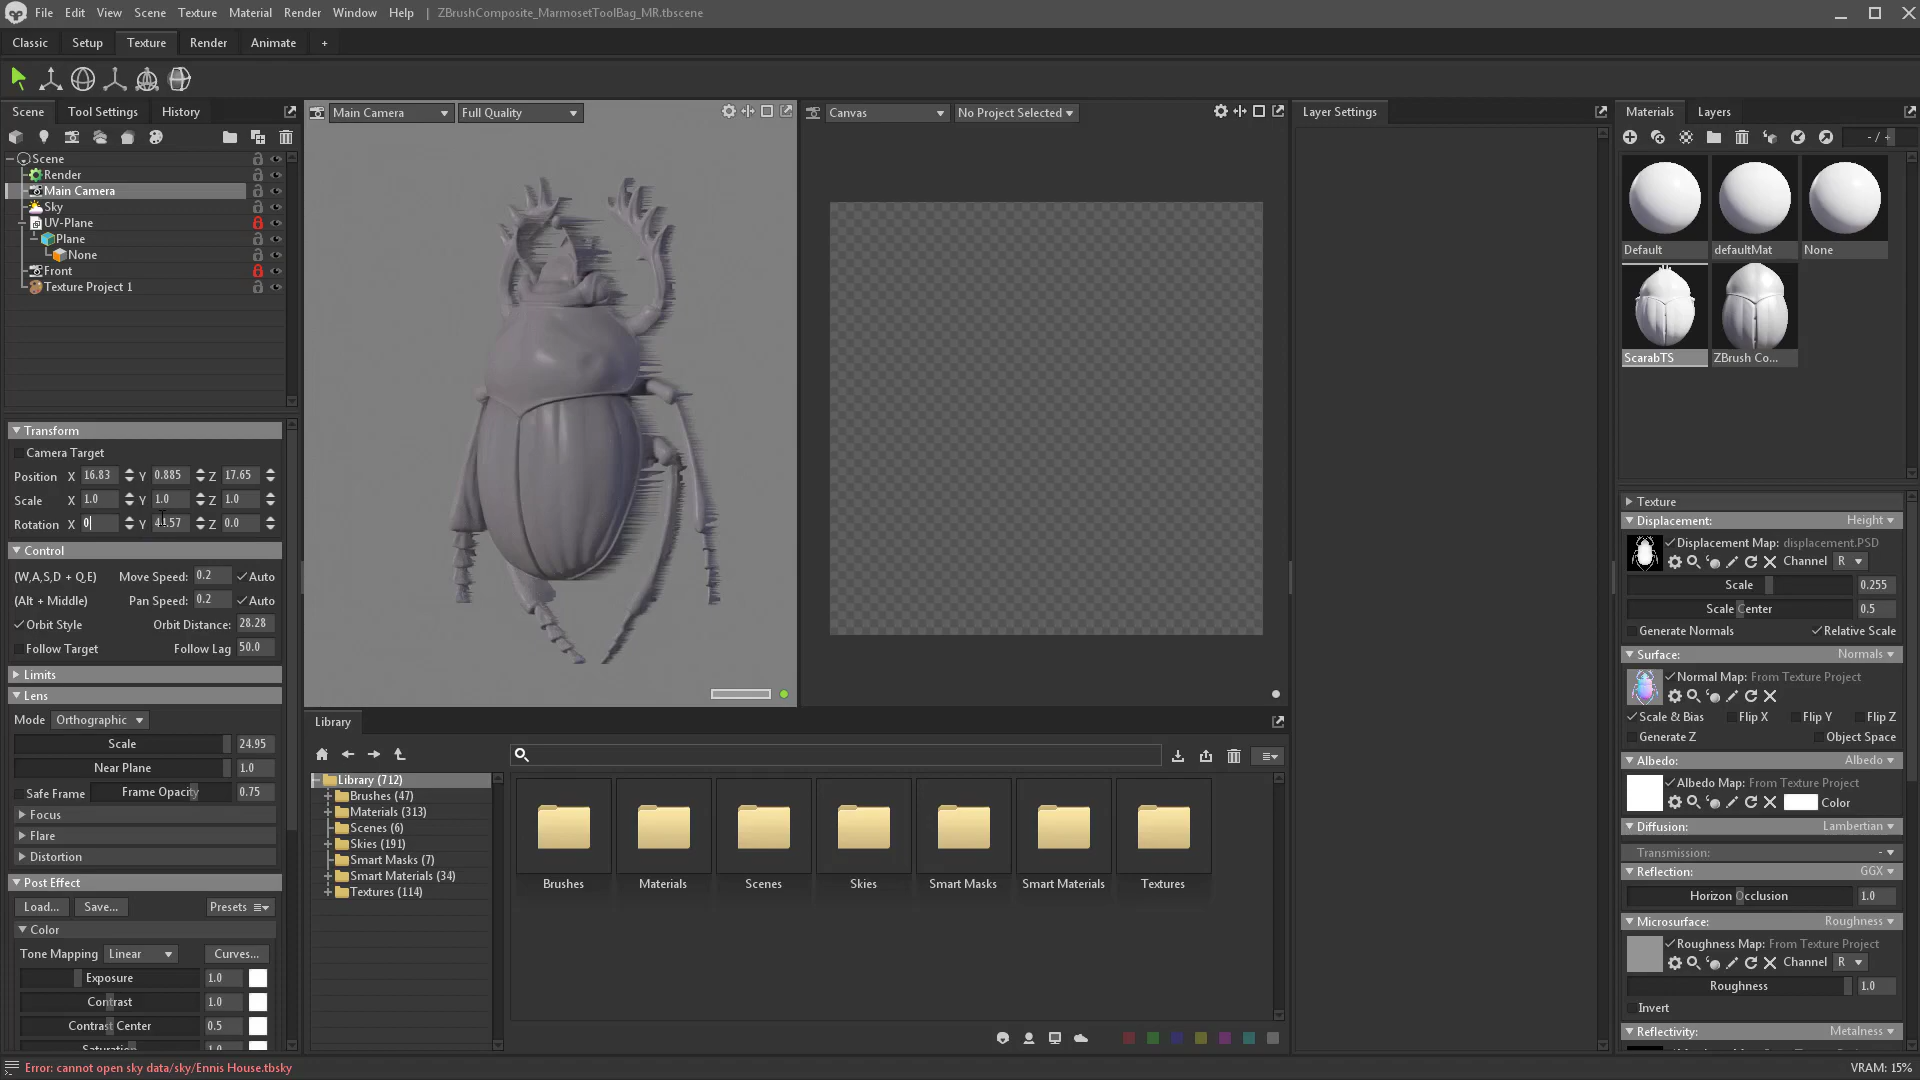 File Edit View Scene Texture Material Render Window Help | ZBrushComposite_MarmosetToolBag_MR.tbscene
Classic Setup Texture Render Animate +
Scene Tool Settings History
Main Camera Full Quality
Canvas No Project Selected
Layer Settings
Materials Layers
- / +
Scene
Render
Main Camera
Sky
UV-Plane
Plane
None
Front
Texture Project 1
Default defaultMat None
ScarabTS ZBrush Co...
Transform
Camera Target
Position X 16.83 Y 0.885 Z 17.65
Scale X 1.0 Y 1.0 Z 1.0
Rotation X 0 Y Z 0.0
Control
(W,A,S,D + Q,E) Move Speed: 0.2 Auto
(Alt + Middle) Pan Speed: 0.2 Auto
Orbit Style Orbit Distance: 28.28
Follow Target Follow Lag 50.0
Limits
Lens
Mode Orthographic
Scale 24.95
Near Plane 1.0
Safe Frame Frame Opacity 0.75
Focus
Flare
Distortion
Post Effect
Load... Save... Presets
Color
Tone Mapping Linear Curves...
Exposure 1.0
Contrast 1.0
Contrast Center 0.5
Saturation 1.0
Library
Library (712)
Brushes (47)
Materials (313)
Scenes (6)
Skies (191)
Smart Masks (7)
Smart Materials (34)
Textures (114)
Brushes Materials Scenes Skies Smart Masks Smart Materials Textures
Texture
Displacement: Height
Displacement Map: displacement.PSD
Channel R
Scale 0.255
Scale Center 0.5
Generate Normals Relative Scale
Surface: Normals
Normal Map: From Texture Project
Scale & Bias Flip X Flip Y Flip Z
Generate Z Object Space
Albedo: Albedo
Albedo Map: From Texture Project
Color
Diffusion: Lambertian
Transmission: -
Reflection: GGX
Horizon Occlusion 1.0
Microsurface: Roughness
Roughness Map: From Texture Project
Channel R
Roughness 1.0
Invert
Reflectivity: Metalness
Error: cannot open sky data/sky/Ennis House.tbsky
VRAM: 15%